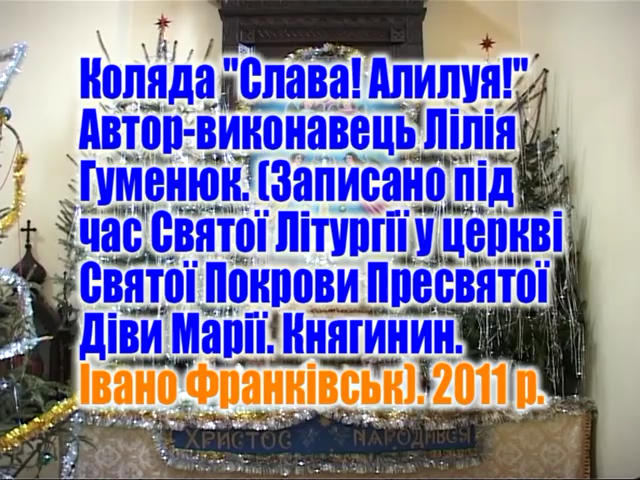 Коляда "Слава! Алилуя!"
Автор-виконавець Лілія
Гуменюк. (Записано під
час Святої Літургії у церкві
Святої Покрови Пресвятої
Діви Марії. Княгинин.
Івано Франківськ). 2011 р.
ХРИСТОС НАРОДИВСЯ